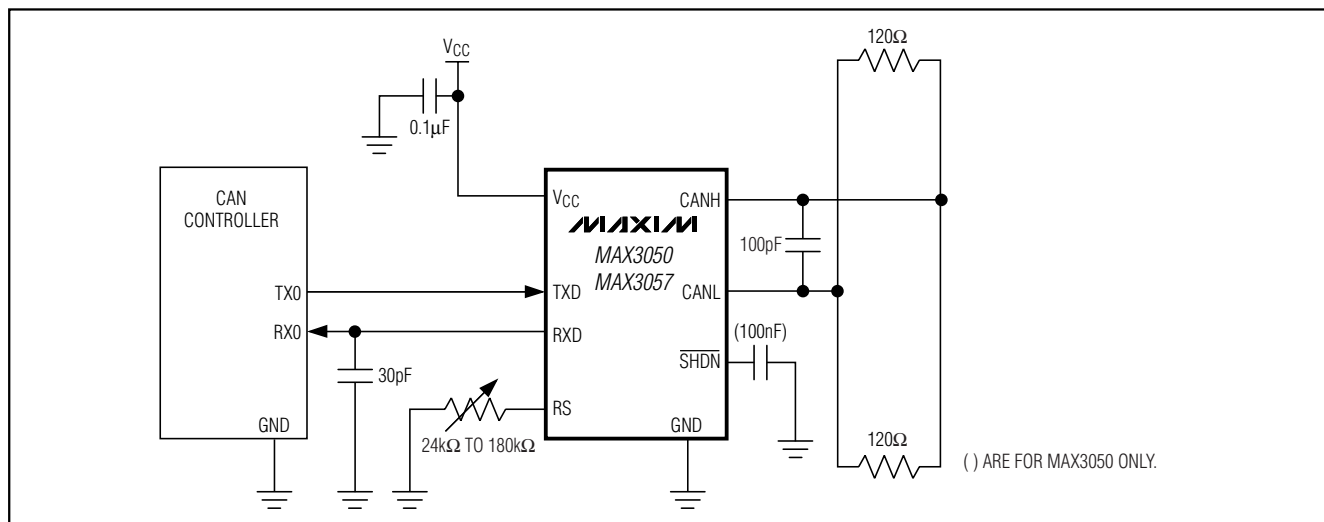 120Ω
VCC
0.1µF
CAN
CONTROLLER
VCC
CANH
MAXIM
MAX3050
MAX3057
100pF
TX0
TXD
CANL
RX0
RXD
(100nF)
SHDN
30pF
RS
GND
24kΩ TO 180kΩ
GND
120Ω
( ) ARE FOR MAX3050 ONLY.